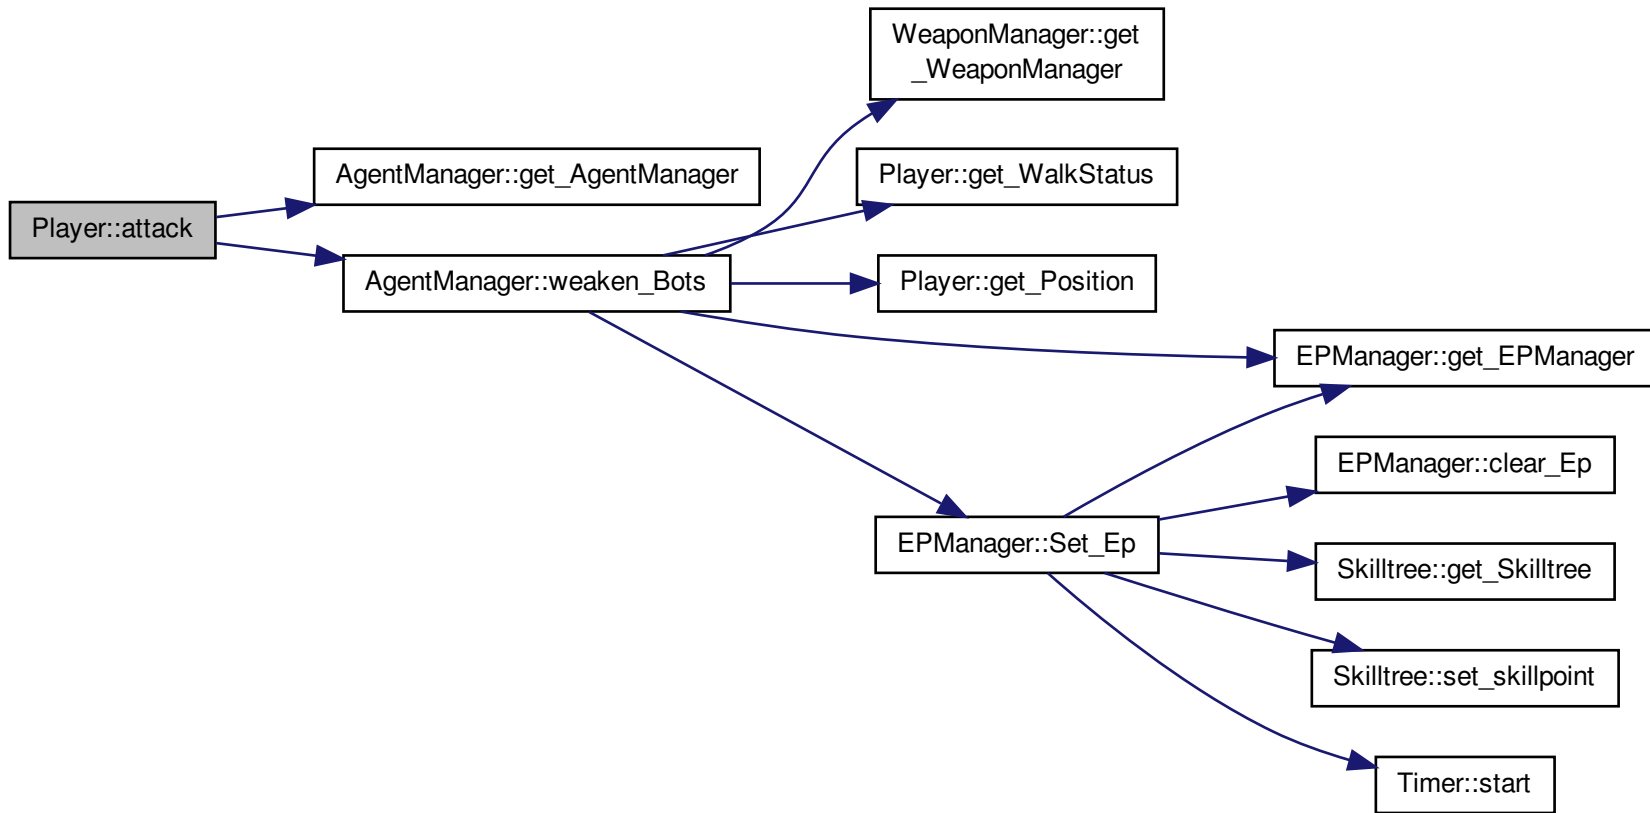 WeaponManager::get
_WeaponManager
AgentManager::get_AgentManager
Player::get_WalkStatus
Player::attack
AgentManager::weaken_Bots
Player::get_Position
EPManager::get_EPManager
EPManager::clear_Ep
EPManager::Set_Ep
Skilltree::get_Skilltree
Skilltree::set_skillpoint
Timer::start